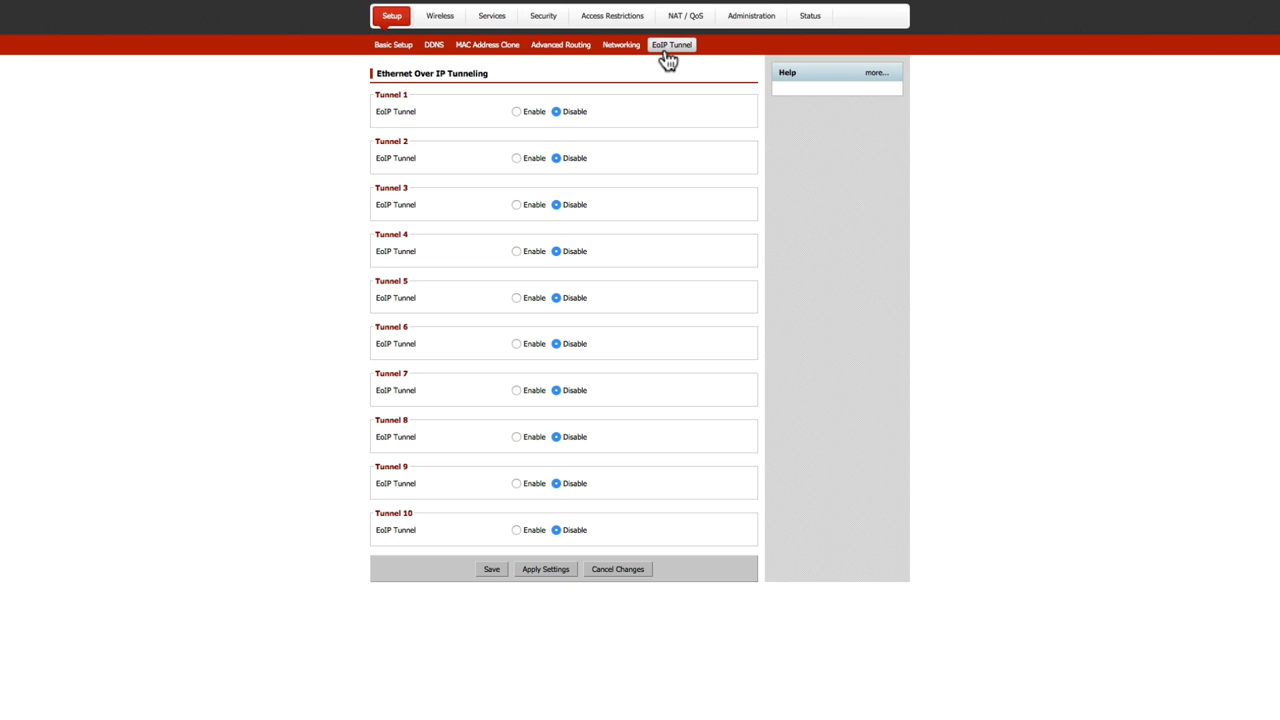 Setup Wireless Services Security Access Restrictions NAT / QoS Administration Status
Basic Setup DDNS MAC Address Clone Advanced Routing Networking EoIP Tunnel
Ethernet Over IP Tunneling
Help more...
Tunnel 1
EoIP Tunnel Enable Disable
Tunnel 2
EoIP Tunnel Enable Disable
Tunnel 3
EoIP Tunnel Enable Disable
Tunnel 4
EoIP Tunnel Enable Disable
Tunnel 5
EoIP Tunnel Enable Disable
Tunnel 6
EoIP Tunnel Enable Disable
Tunnel 7
EoIP Tunnel Enable Disable
Tunnel 8
EoIP Tunnel Enable Disable
Tunnel 9
EoIP Tunnel Enable Disable
Tunnel 10
EoIP Tunnel Enable Disable
Save Apply Settings Cancel Changes